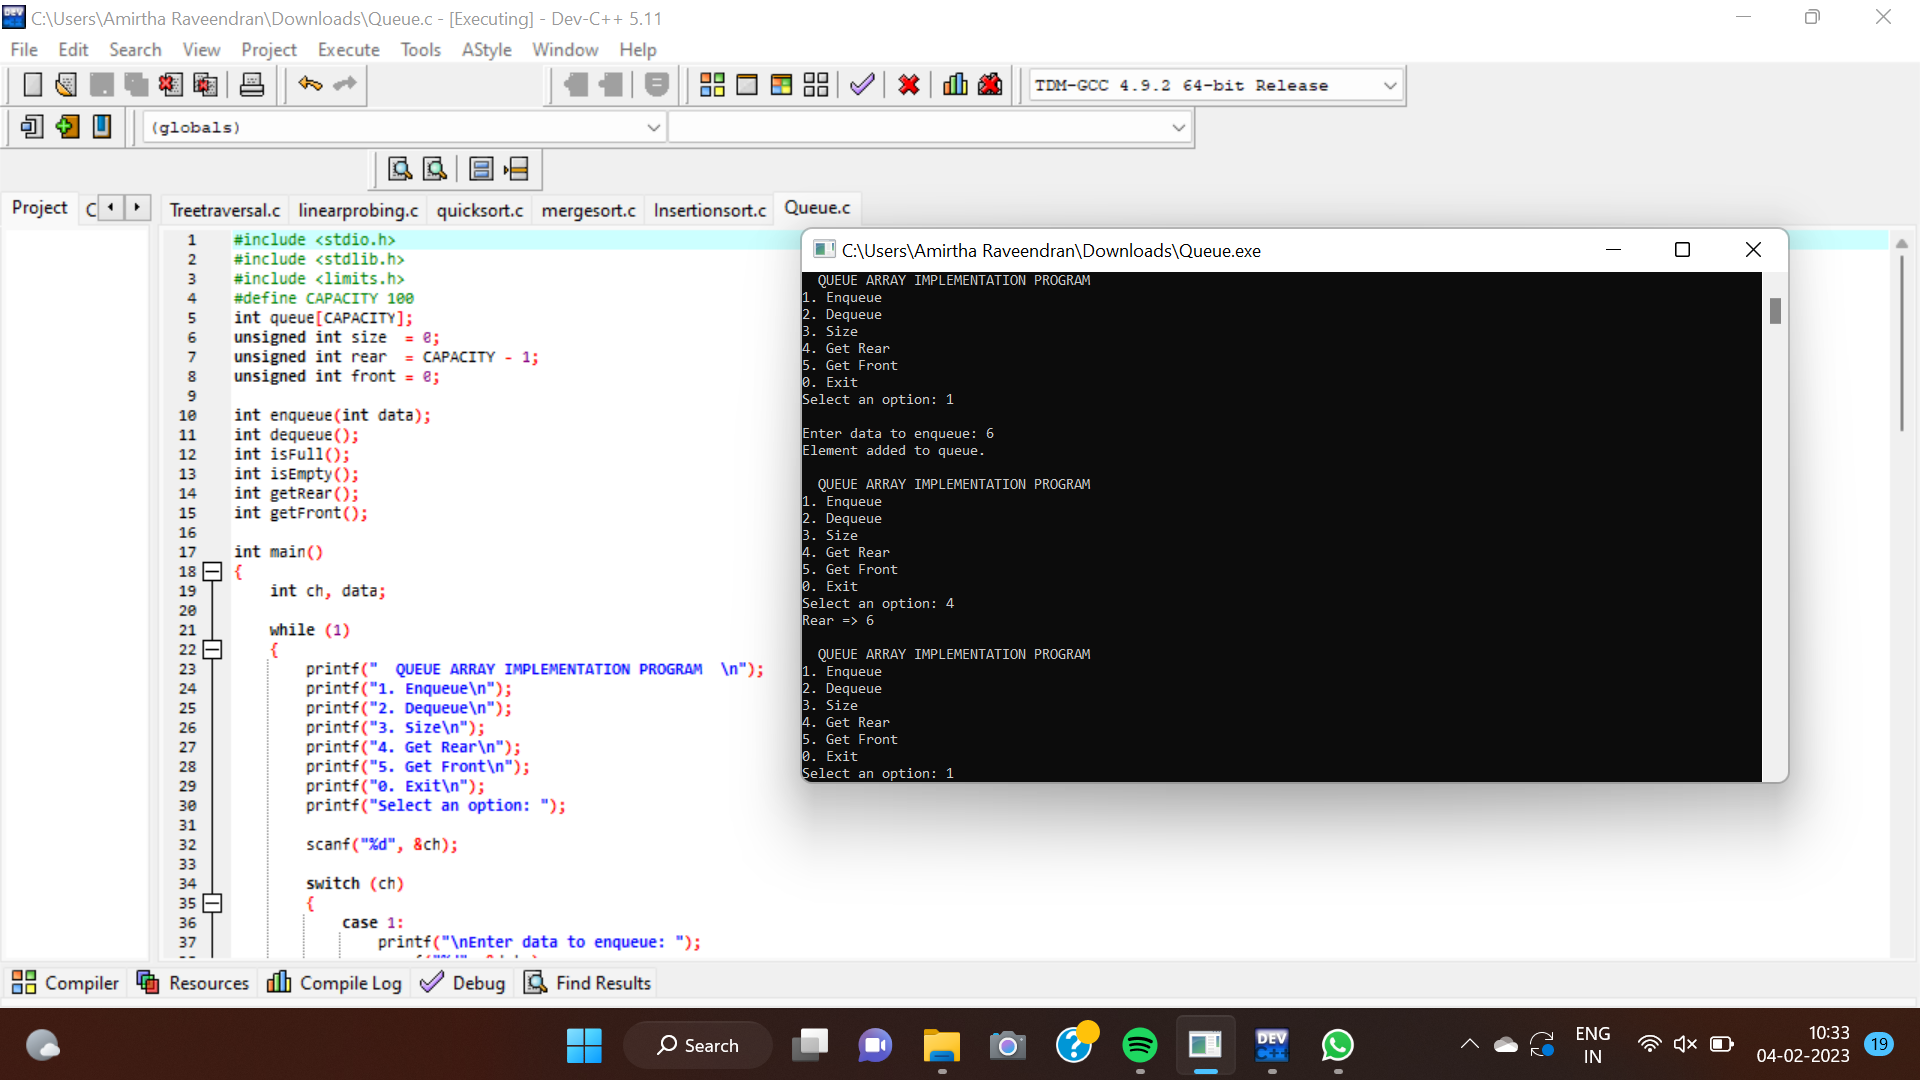 C:\Users\Amirtha Raveendran\Downloads\Queue.c - [Executing] - Dev-C++ 5.11
File Edit Search View Project Execute Tools AStyle Window Help
TDM-GCC 4.9.2 64-bit Release
(globals)
Project C Treetraversal.c linearprobing.c quicksort.c mergesort.c Insertionsort.c Queue.c
1 #include <stdio.h>
2 #include <stdlib.h>
3 #include <limits.h>
4 #define CAPACITY 100
5 int queue[CAPACITY];
6 unsigned int size  = 0;
7 unsigned int rear  = CAPACITY - 1;
8 unsigned int front = 0;
9
10 int enqueue(int data);
11 int dequeue();
12 int isFull();
13 int isEmpty();
14 int getRear();
15 int getFront();
16
17 int main()
18 {
19 int ch, data;
20
21 while (1)
22 {
23 printf("  QUEUE ARRAY IMPLEMENTATION PROGRAM  \n");
24 printf("1. Enqueue\n");
25 printf("2. Dequeue\n");
26 printf("3. Size\n");
27 printf("4. Get Rear\n");
28 printf("5. Get Front\n");
29 printf("0. Exit\n");
30 printf("Select an option: ");
31
32 scanf("%d", &ch);
33
34 switch (ch)
35 {
36 case 1:
37 printf("\nEnter data to enqueue: ");
C:\Users\Amirtha Raveendran\Downloads\Queue.exe
QUEUE ARRAY IMPLEMENTATION PROGRAM
1. Enqueue
2. Dequeue
3. Size
4. Get Rear
5. Get Front
0. Exit
Select an option: 1
Enter data to enqueue: 6
Element added to queue.
QUEUE ARRAY IMPLEMENTATION PROGRAM
1. Enqueue
2. Dequeue
3. Size
4. Get Rear
5. Get Front
0. Exit
Select an option: 4
Rear => 6
QUEUE ARRAY IMPLEMENTATION PROGRAM
1. Enqueue
2. Dequeue
3. Size
4. Get Rear
5. Get Front
0. Exit
Select an option: 1
Compiler Resources Compile Log Debug Find Results
Search
DEV C++
ENG
IN
10:33
04-02-2023
19